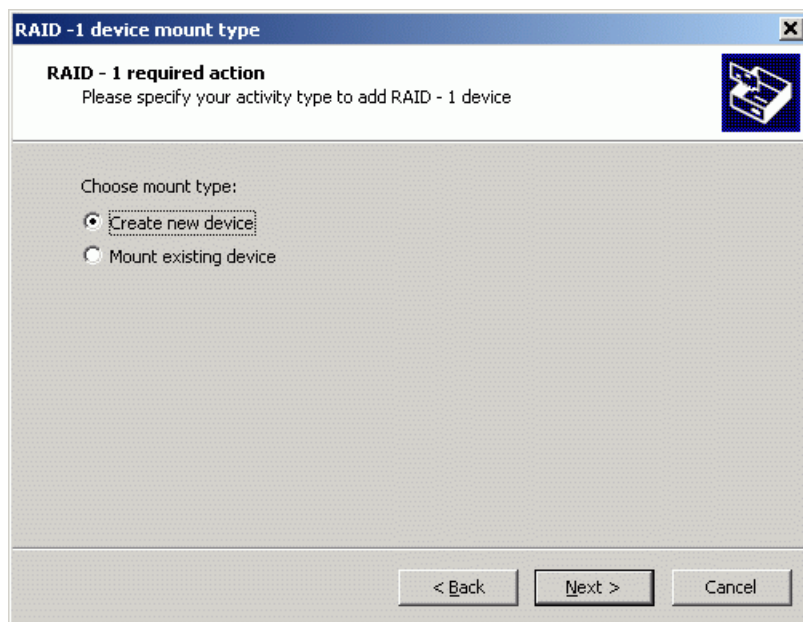 RAID -1 device mount type
RAID - 1 required action
Please specify your activity type to add RAID - 1 device
Choose mount type:
Create new device
Mount existing device
< Back
Next >
Cancel